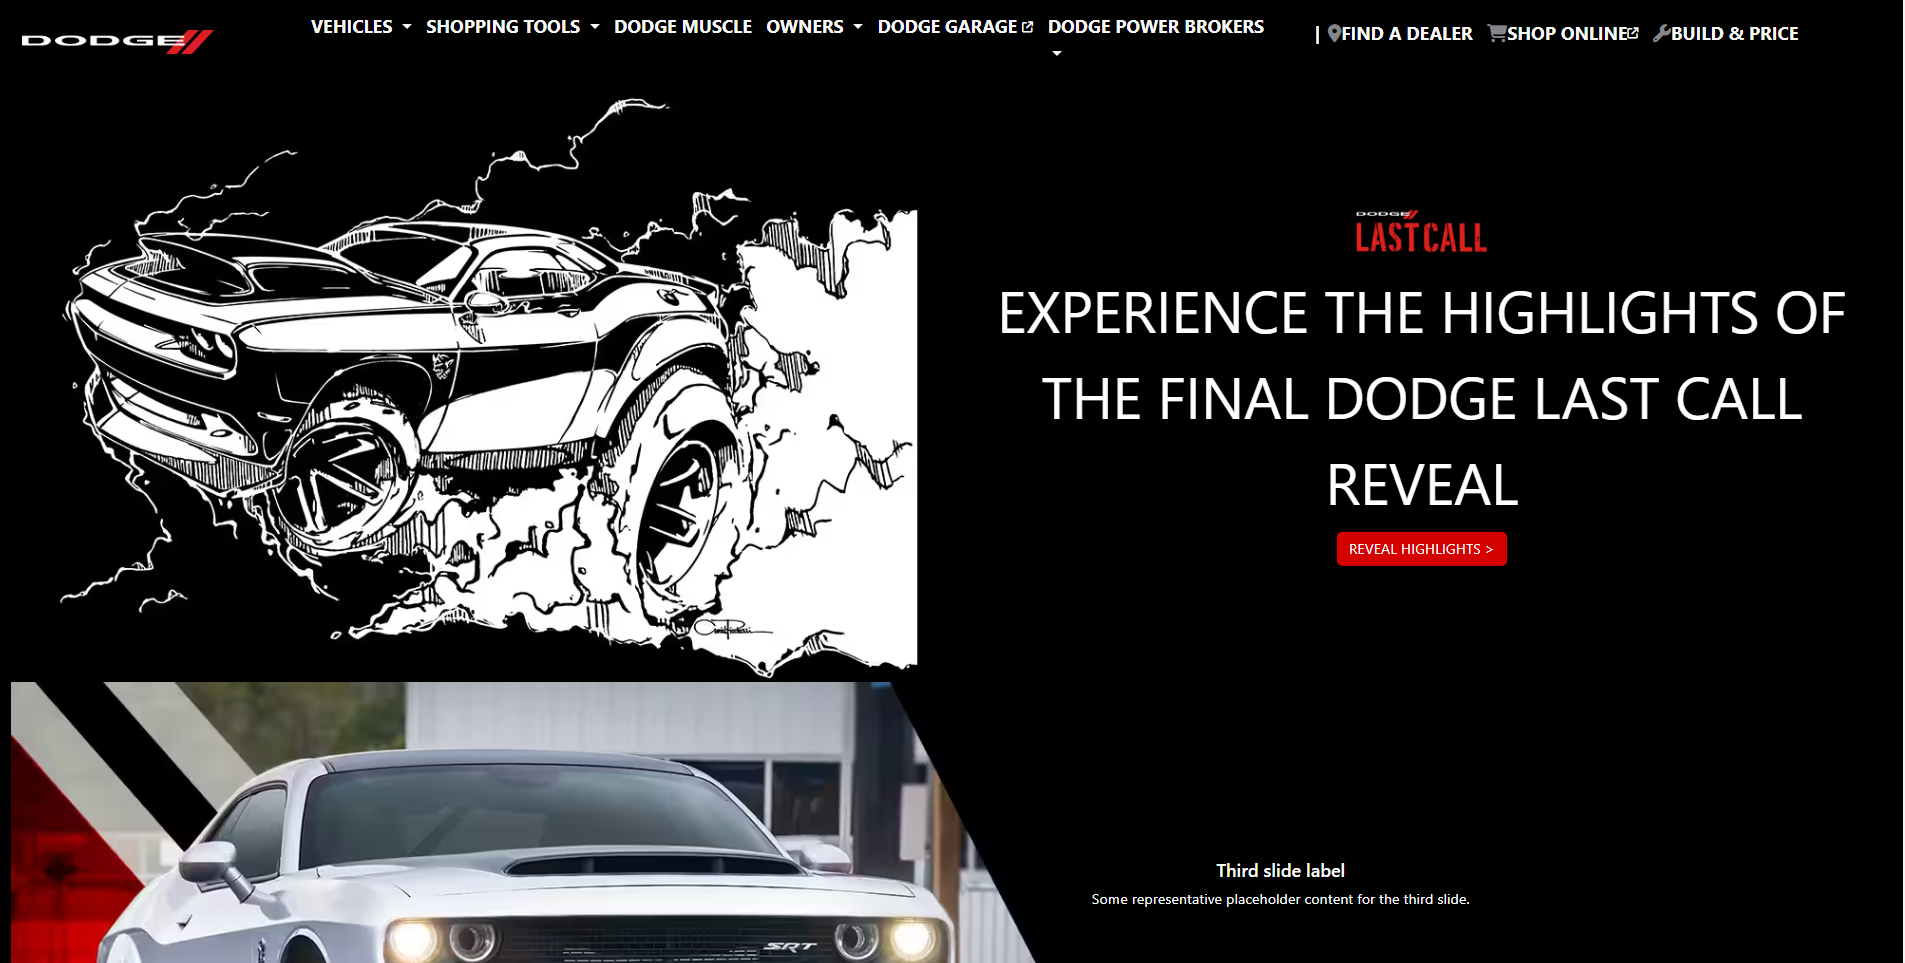 DODGE
VEHICLES SHOPPING TOOLS DODGE MUSCLE OWNERS DODGE GARAGE DODGE POWER BROKERS | FIND A DEALER SHOP ONLINE BUILD & PRICE
DODGE
LAST CALL
EXPERIENCE THE HIGHLIGHTS OF
THE FINAL DODGE LAST CALL
REVEAL
REVEAL HIGHLIGHTS >
Third slide label
Some representative placeholder content for the third slide.
SRT